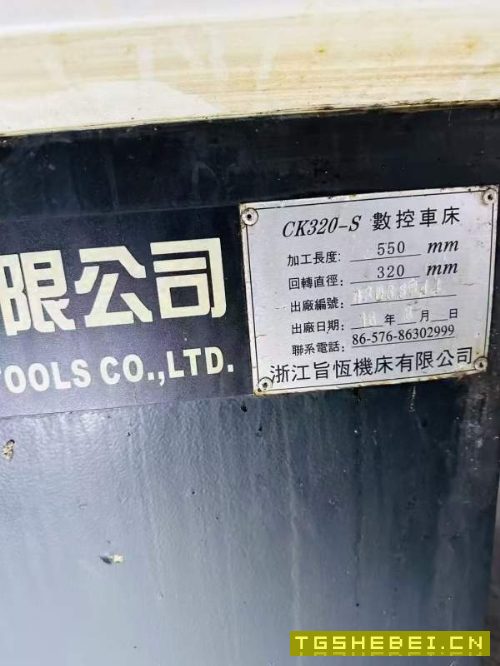 限公司
TOOLS CO.,LTD.
CK320-S 數控車床
加工長度: 550 mm
回轉直徑: 320 mm
出廠編號:
出廠日期: 年 月 日
聯系電話: 86-576-86302999
浙江旨恆機床有限公司
TGSHEBEI.CN